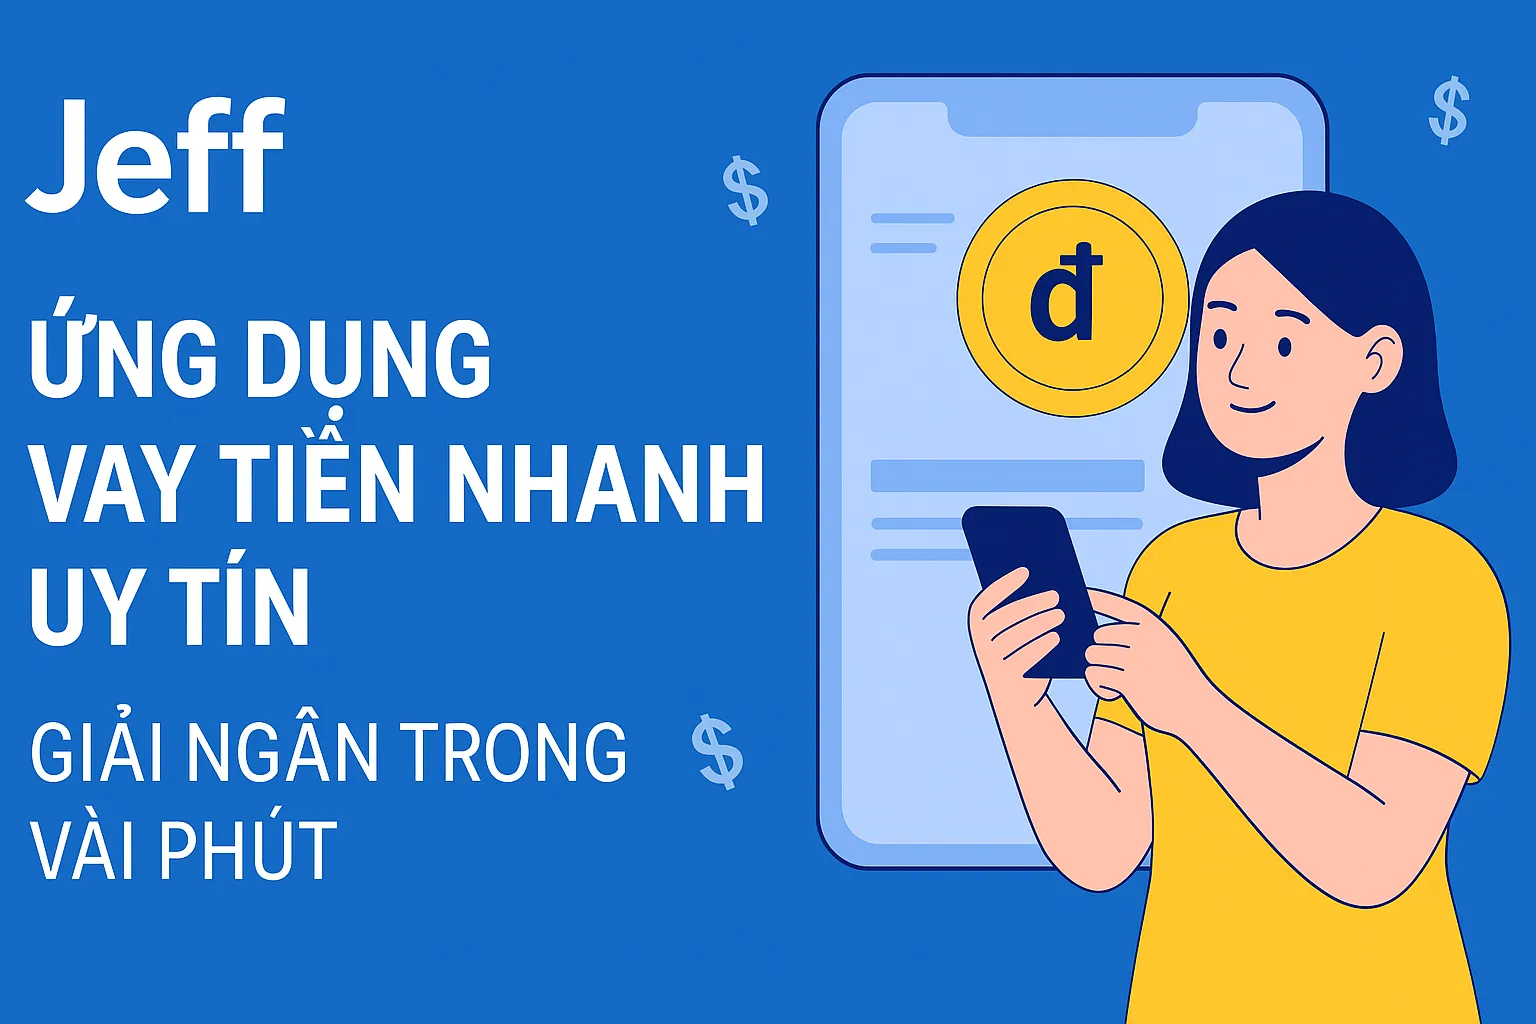 Jeff
ỨNG DỤNG
VAY TIỀN NHANH
UY TÍN
GIẢI NGÂN TRONG
VÀI PHÚT
$
$
$
đ